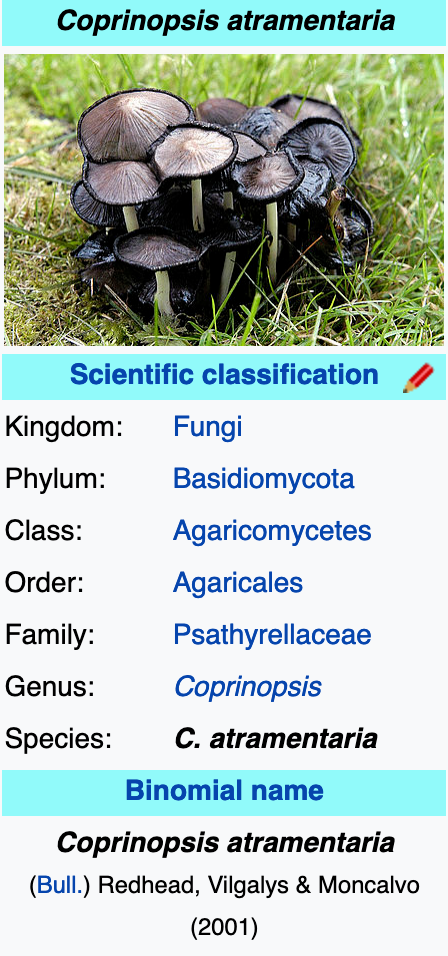 Coprinopsis atramentaria
Scientific classification
Kingdom: Fungi
Phylum: Basidiomycota
Class: Agaricomycetes
Order: Agaricales
Family: Psathyrellaceae
Genus: Coprinopsis
Species: C. atramentaria
Binomial name
Coprinopsis atramentaria
(Bull.) Redhead, Vilgalys & Moncalvo
(2001)